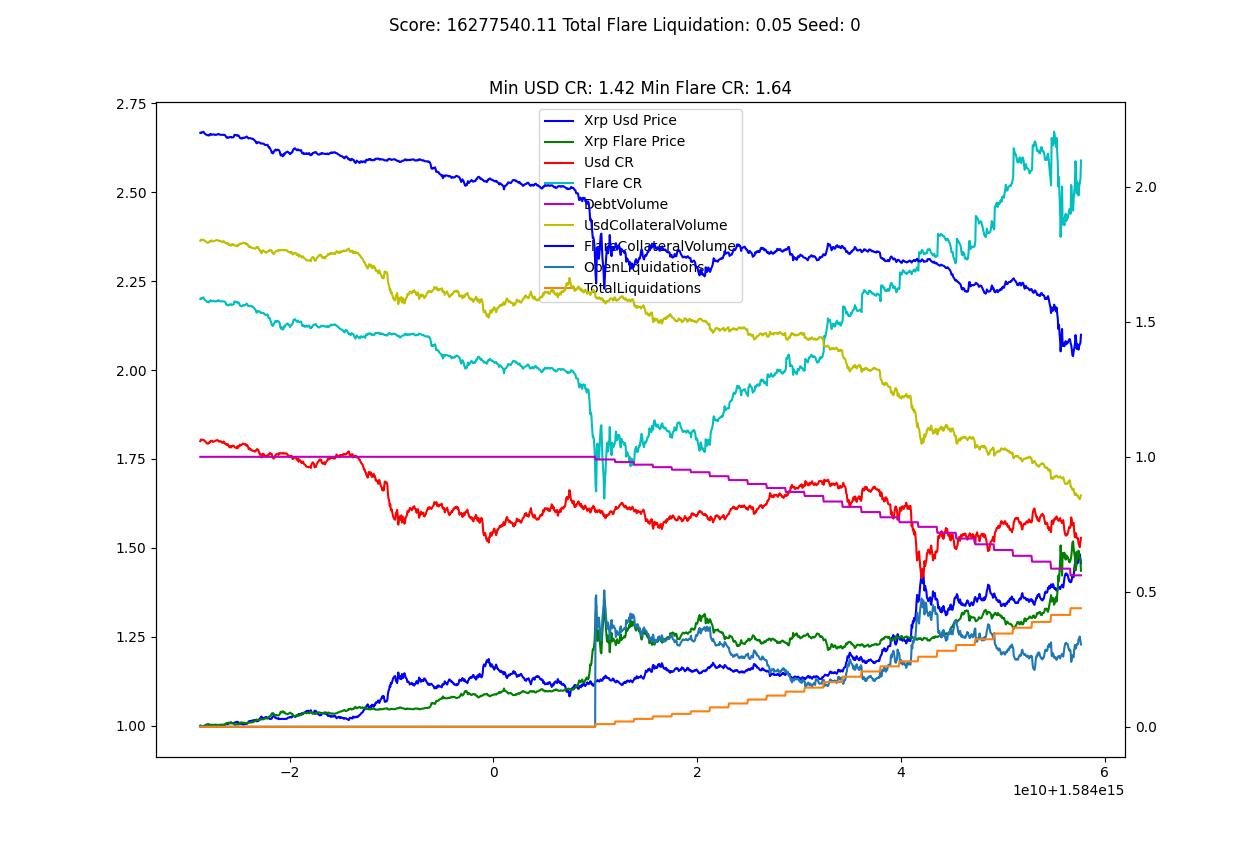 Score: 16277540.11 Total Flare Liquidation: 0.05 Seed: 0
Min USD CR: 1.42 Min Flare CR: 1.64
Xrp Usd Price
Xrp Flare Price
Usd CR
Flare CR
DebtVolume
UsdCollateralVolume
FlareCollateralVolume
OpenLiquidations
TotalLiquidations
2.75
2.50
2.25
2.00
1.75
1.50
1.25
1.00
2.0
1.5
1.0
0.5
0.0
−2 0 2 4 6
1e10+1.584e15